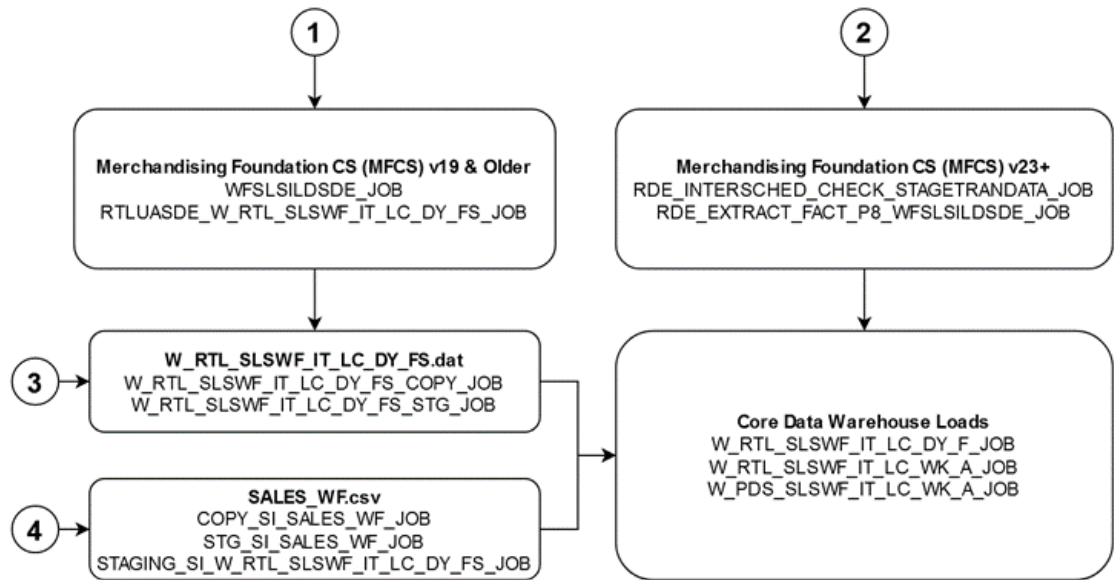 1
2
Merchandising Foundation CS (MFCS) v19 & Older
WFSLSILDSDE_JOB
RTLUASDE_W_RTL_SLSWF_IT_LC_DY_FS_JOB
Merchandising Foundation CS (MFCS) v23+
RDE_INTERSCHED_CHECK_STAGETRANDATA_JOB
RDE_EXTRACT_FACT_P8_WFSLSILDSDE_JOB
3
W_RTL_SLSWF_IT_LC_DY_FS.dat
W_RTL_SLSWF_IT_LC_DY_FS_COPY_JOB
W_RTL_SLSWF_IT_LC_DY_FS_STG_JOB
4
SALES_WF.csv
COPY_SI_SALES_WF_JOB
STG_SI_SALES_WF_JOB
STAGING_SI_W_RTL_SLSWF_IT_LC_DY_FS_JOB
Core Data Warehouse Loads
W_RTL_SLSWF_IT_LC_DY_F_JOB
W_RTL_SLSWF_IT_LC_WK_A_JOB
W_PDS_SLSWF_IT_LC_WK_A_JOB